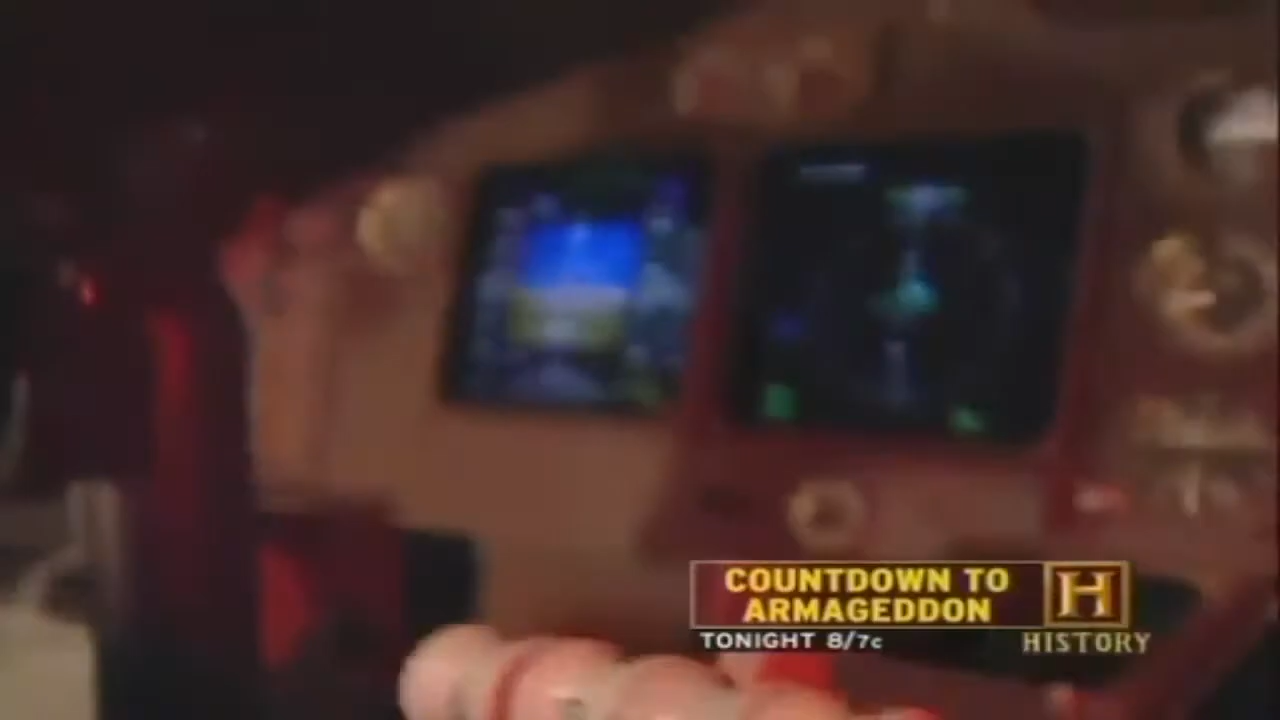 COUNTDOWN TO
ARMAGEDDON
TONIGHT 8/7c
H
HISTORY